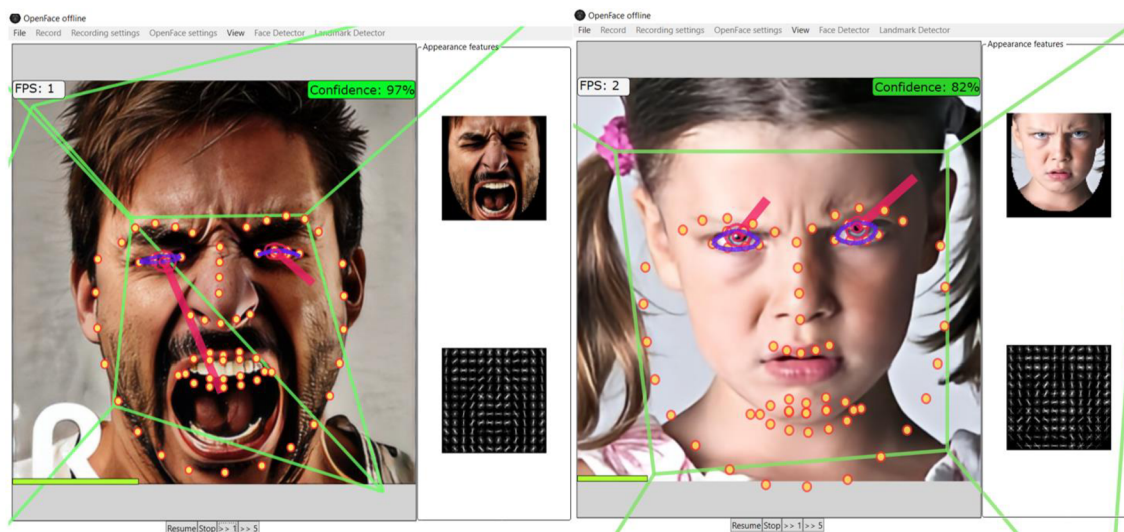 OpenFace offline
File Record Recording settings OpenFace settings View Face Detector Landmark Detector
Appearance features
FPS: 1
Confidence: 97%
Resume Stop >> 1 >> 5
OpenFace offline
File Record Recording settings OpenFace settings View Face Detector Landmark Detector
Appearance features
FPS: 2
Confidence: 82%
Resume Stop >> 1 >> 5